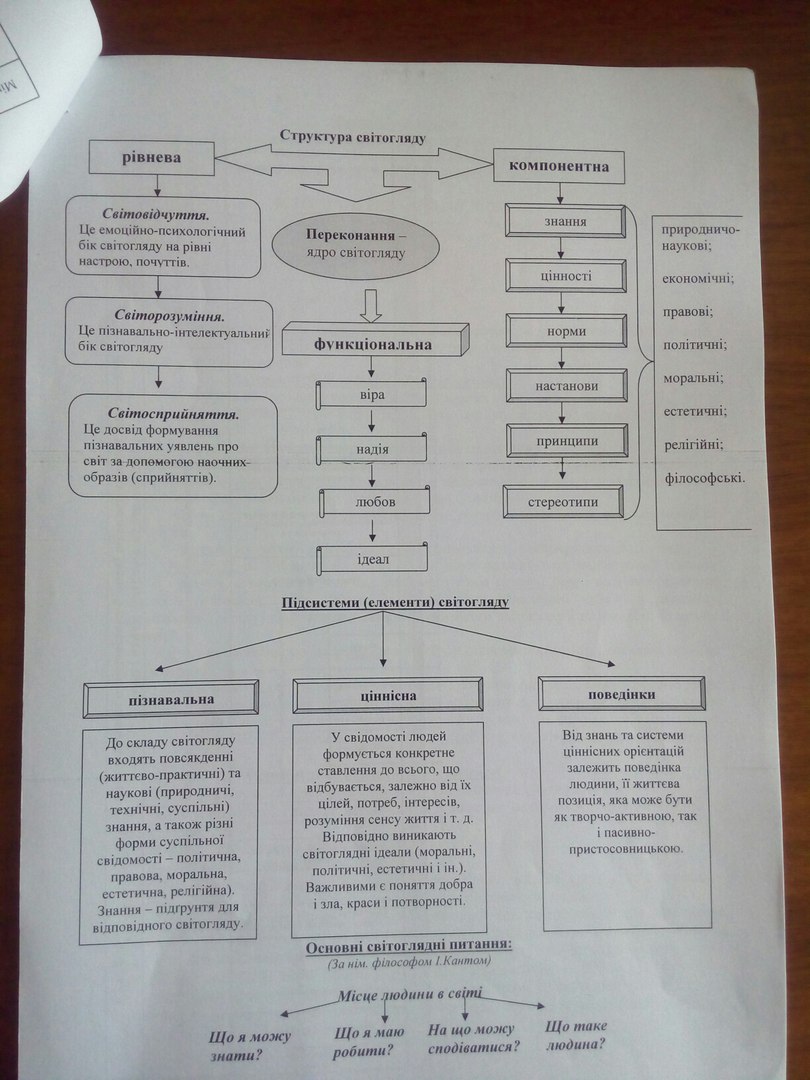 Структура світогляду
рівнева
Світовідчуття.
Це емоційно-психологічний
бік світогляду на рівні
настрою, почуттів.
Світорозуміння.
Це пізнавально-інтелектуальний
бік світогляду
Світосприйняття.
Це досвід формування
пізнавальних уявлень про
світ за допомогою наочних
образів (сприйняттів).
Переконання –
ядро світогляду
функціональна
віра
надія
любов
ідеал
компонентна
знання
цінності
норми
настанови
принципи
стереотипи
природничо-
наукові;
економічні;
правові;
політичні;
моральні;
естетичні;
релігійні;
філософські.
Підсистеми (елементи) світогляду
пізнавальна
До складу світогляду
входять повсякденні
(життєво-практичні) та
наукові (природничі,
технічні, суспільні)
знання, а також різні
форми суспільної
свідомості – політична,
правова, моральна,
естетична, релігійна).
Знання – підґрунтя для
відповідного світогляду.
ціннісна
У свідомості людей
формується конкретне
ставлення до всього, що
відбувається, залежно від їх
цілей, потреб, інтересів,
розуміння сенсу життя і т. д.
Відповідно виникають
світоглядні ідеали (моральні,
політичні, естетичні і ін.).
Важливими є поняття добра
і зла, краси і потворності.
поведінки
Від знань та системи
ціннісних орієнтацій
залежить поведінка
людини, її життєва
позиція, яка може бути
як творчо-активною, так
і пасивно-
пристосовницькою.
Основні світоглядні питання:
(За нім. філософом І.Кантом)
Місце людини в світі
Що я можу
знати?
Що я маю
робити?
На що можу
сподіватися?
Що таке
людина?